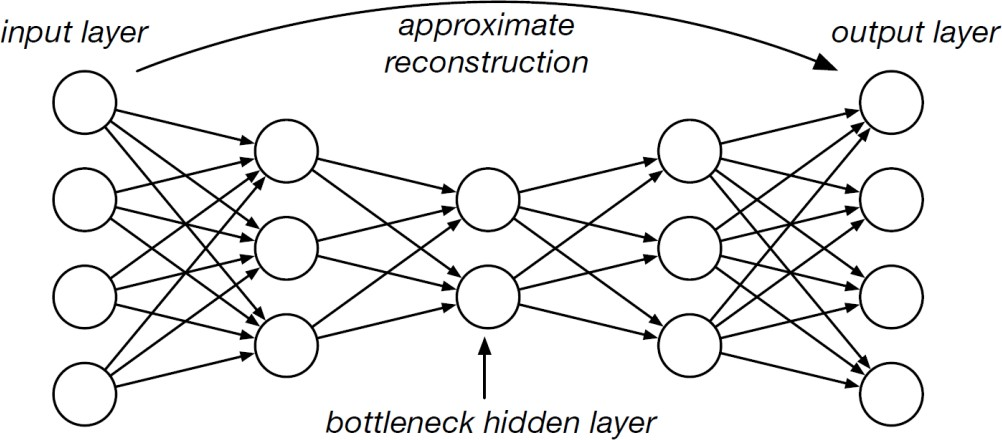 input layer
approximate
reconstruction
output layer
bottleneck hidden layer